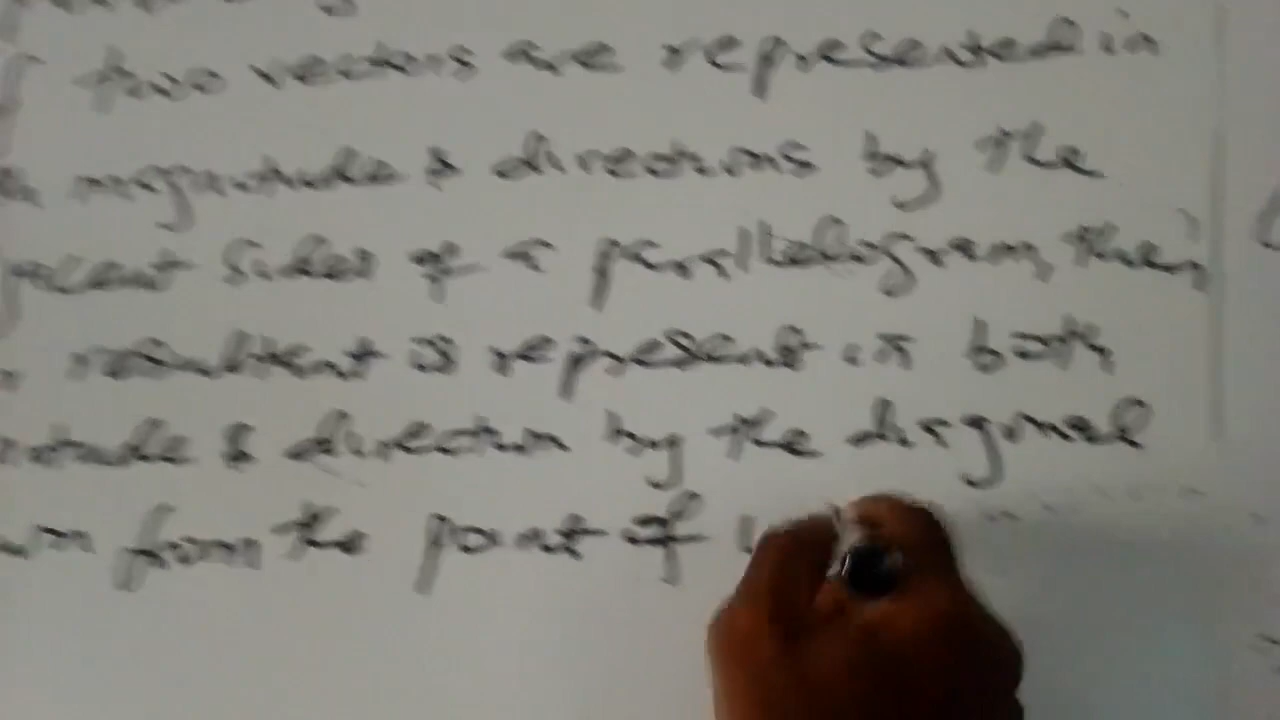 two vectors are represented in
magnitude & directions by the
sides of a parallelogram, then
resultant is represent in both
& direction by the diagonal
from the point of